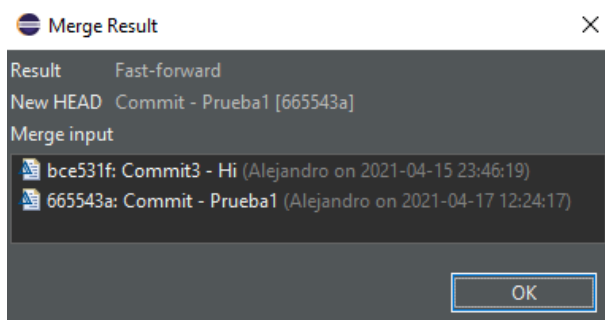 Merge Result
Result Fast-forward
New HEAD Commit - Prueba1 [665543a]
Merge input
bce531f: Commit3 - Hi (Alejandro on 2021-04-15 23:46:19)
665543a: Commit - Prueba1 (Alejandro on 2021-04-17 12:24:17)
OK